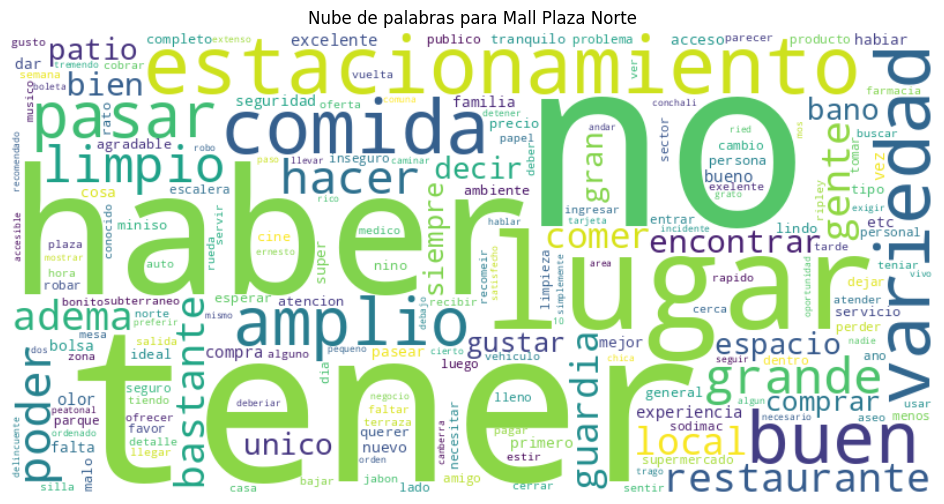 Nube de palabras para Mall Plaza Norte
gusto completo excelente publico tranquilo problema acceso parecer producto habiar
extenso tremendo cobrar dar patio estacionamiento ver
semana boleta musico bien vuelta farmacia
pasar rato seguridad oferta familia conchali detener no bano variedad
comida precio papel andar sector cambio ried mos buscar
recomendado limpio agradable robo decir deberia persona gran gente tomar vez
hacer llevar inseguro caminar bueno exelente ripley tipo
cosa escalera paso ambiente grato exigir
haber siempre rico ingresar tarjeta entrar lindo etc
accesible plaza conocido miniso servir cine medico hablar comer encontrar personal
mostrar rueda ernesto super incidente tarde
hora auto nino satisfecho recomeir limpieza area rapido teniar vivo
robar lugar
bonito subterraneo esperar atencion recibir simplemente cerca oportunidad dejar
adema norte mismo amplio debajo 10 atender servicio
mesa preferir gustar mejor espacio perder nadie
bolsa salida compra alguno pequeno cierto vehiculo
dos zona ideal bastante pasear luego chica seguir dentro ano
poder tener dia guardia grande
olor seguro tiendo deberiar negocio faltar lleno general algun comprar usar
peatonal parque ofrecer terraza experiencia aseo menos
ordenado falta favor unico querer canberra necesitar pagar primero sodimac local necesario buen
delincuente detalle nuevo orden estir supermercado
malo llegar jabon lado amigo trago restaurante
silla casa bajar cerrar sentir